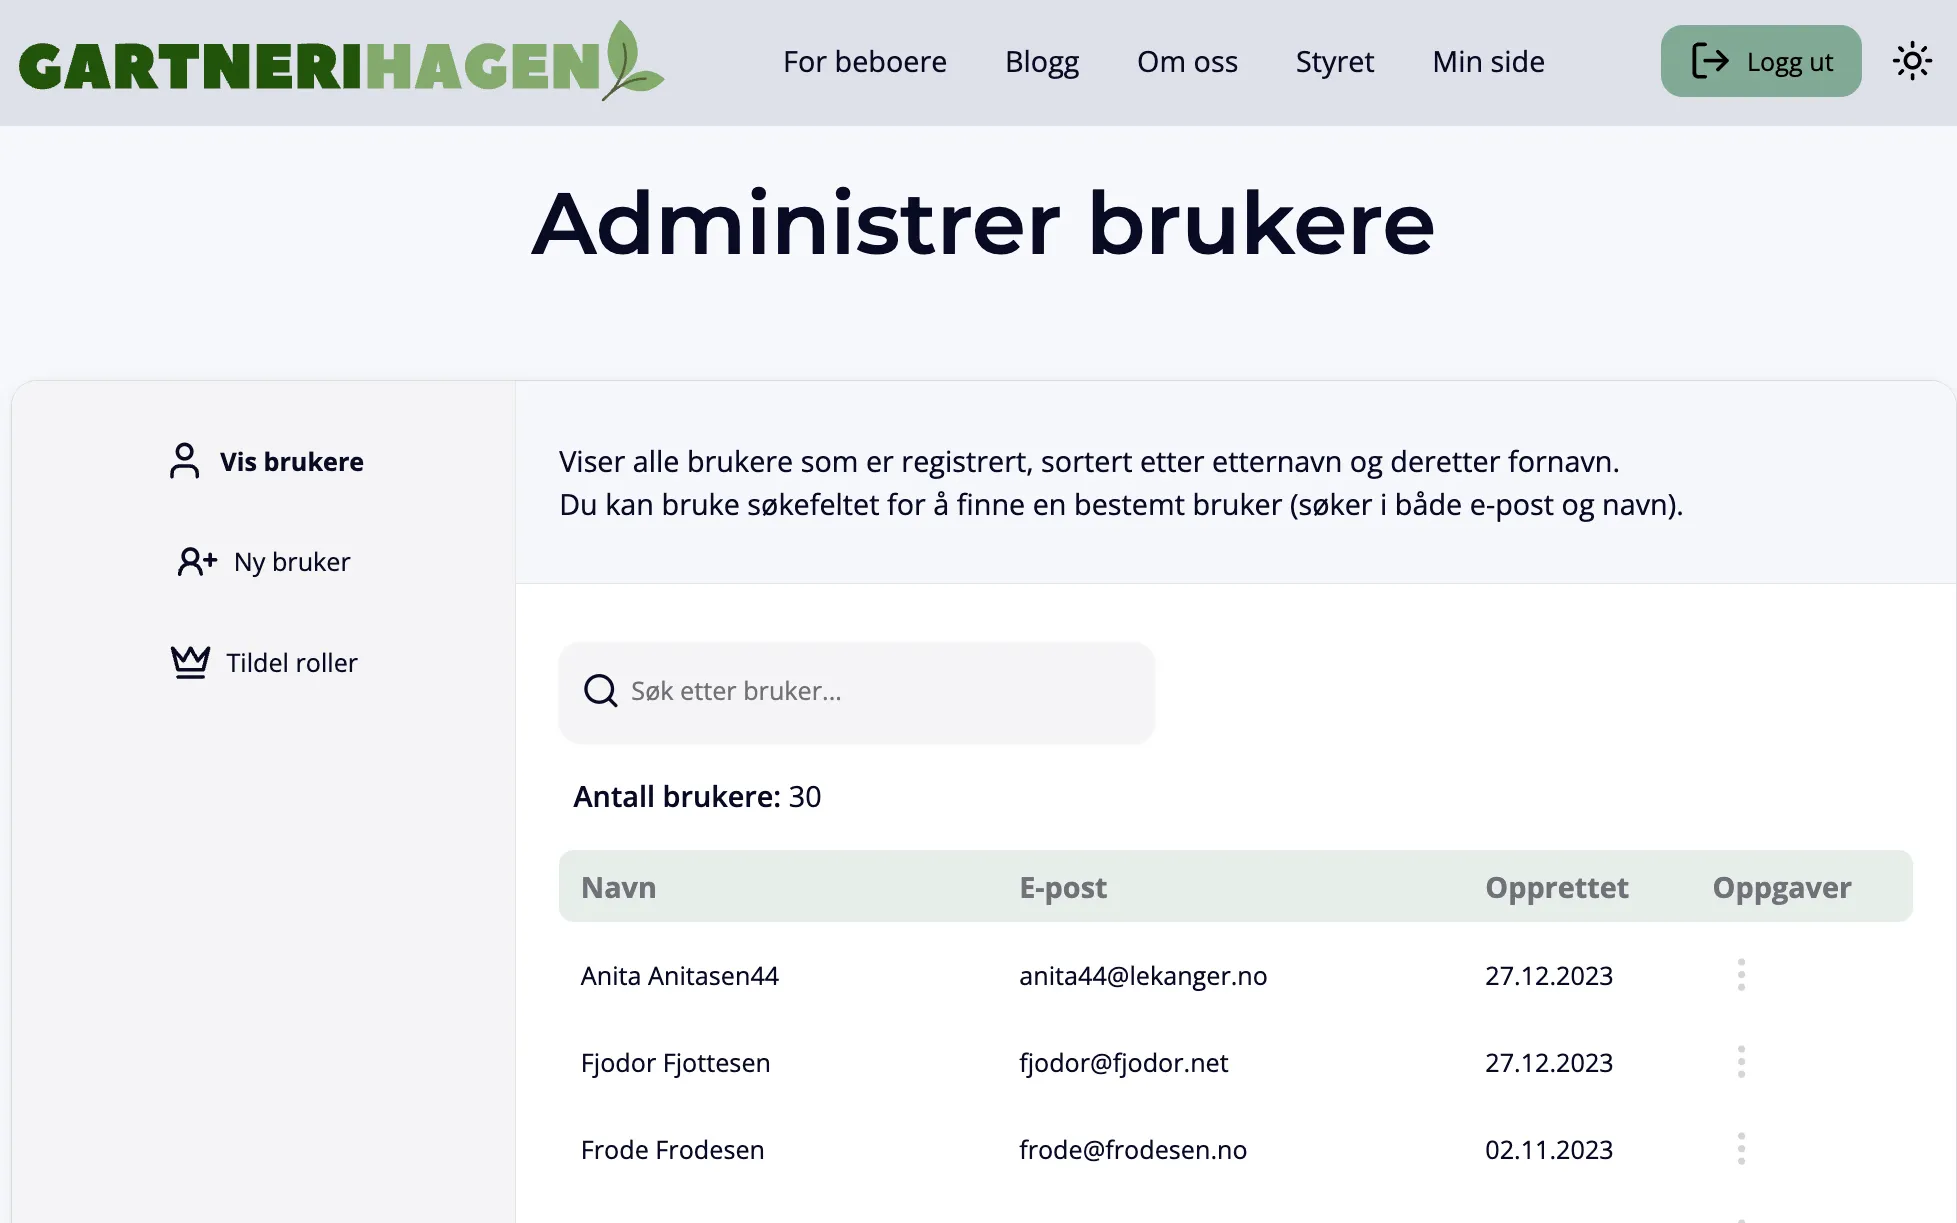 GARTNERIHAGEN
For beboere
Blogg
Om oss
Styret
Min side
Logg ut
Administrer brukere
Vis brukere
Ny bruker
Tildel roller
Viser alle brukere som er registrert, sortert etter etternavn og deretter fornavn.
Du kan bruke søkefeltet for å finne en bestemt bruker (søker i både e-post og navn).
Søk etter bruker...
Antall brukere: 30
Navn E-post Opprettet Oppgaver
Anita Anitasen44 anita44@lekanger.no 27.12.2023
Fjodor Fjottesen fjodor@fjodor.net 27.12.2023
Frode Frodesen frode@frodesen.no 02.11.2023